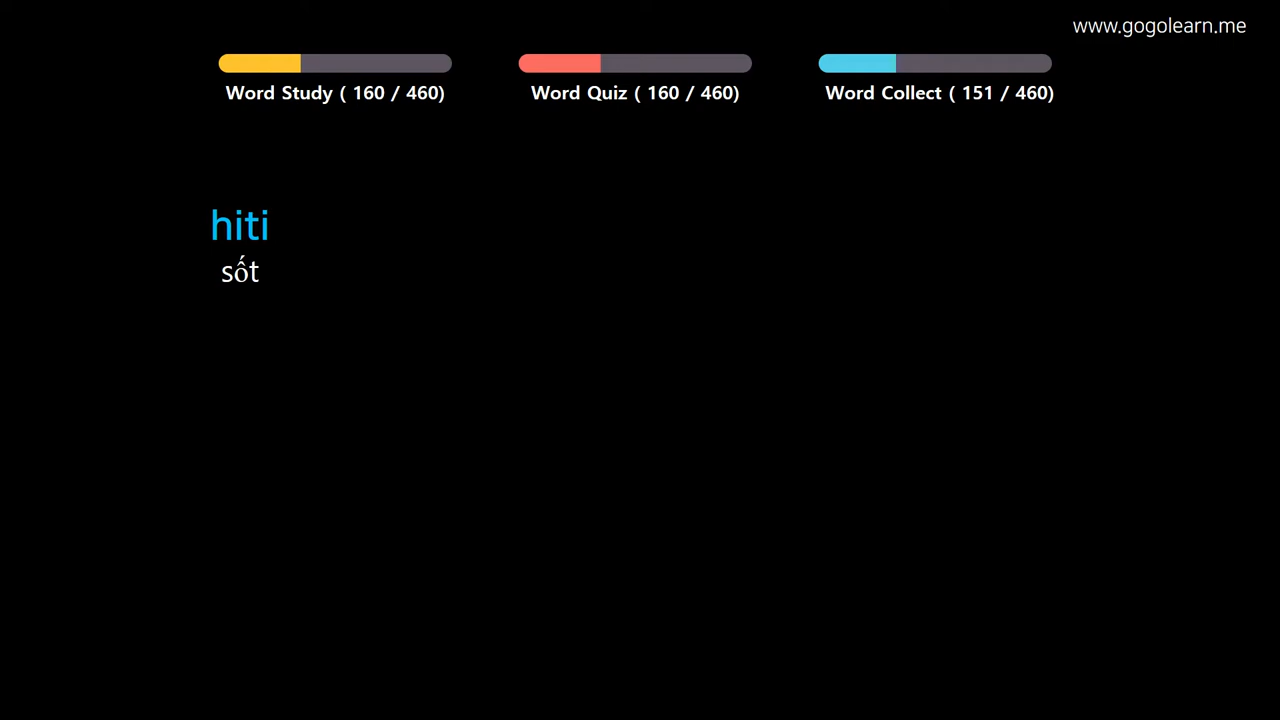 www.gogolearn.me
Word Study ( 160 / 460)
Word Quiz ( 160 / 460)
Word Collect ( 151 / 460)
hiti
sốt